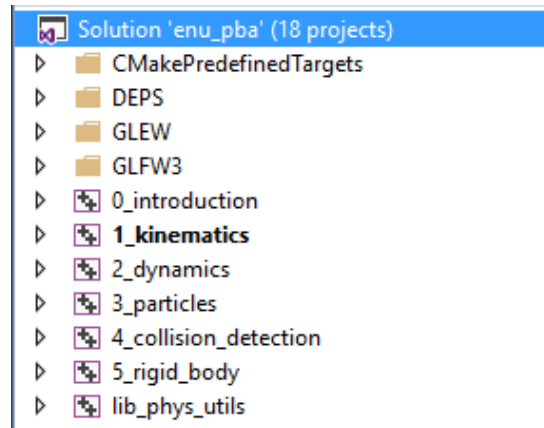 Solution 'enu_pba' (18 projects)
CMakePredefinedTargets
DEPS
GLEW
GLFW3
0_introduction
1_kinematics
2_dynamics
3_particles
4_collision_detection
5_rigid_body
lib_phys_utils